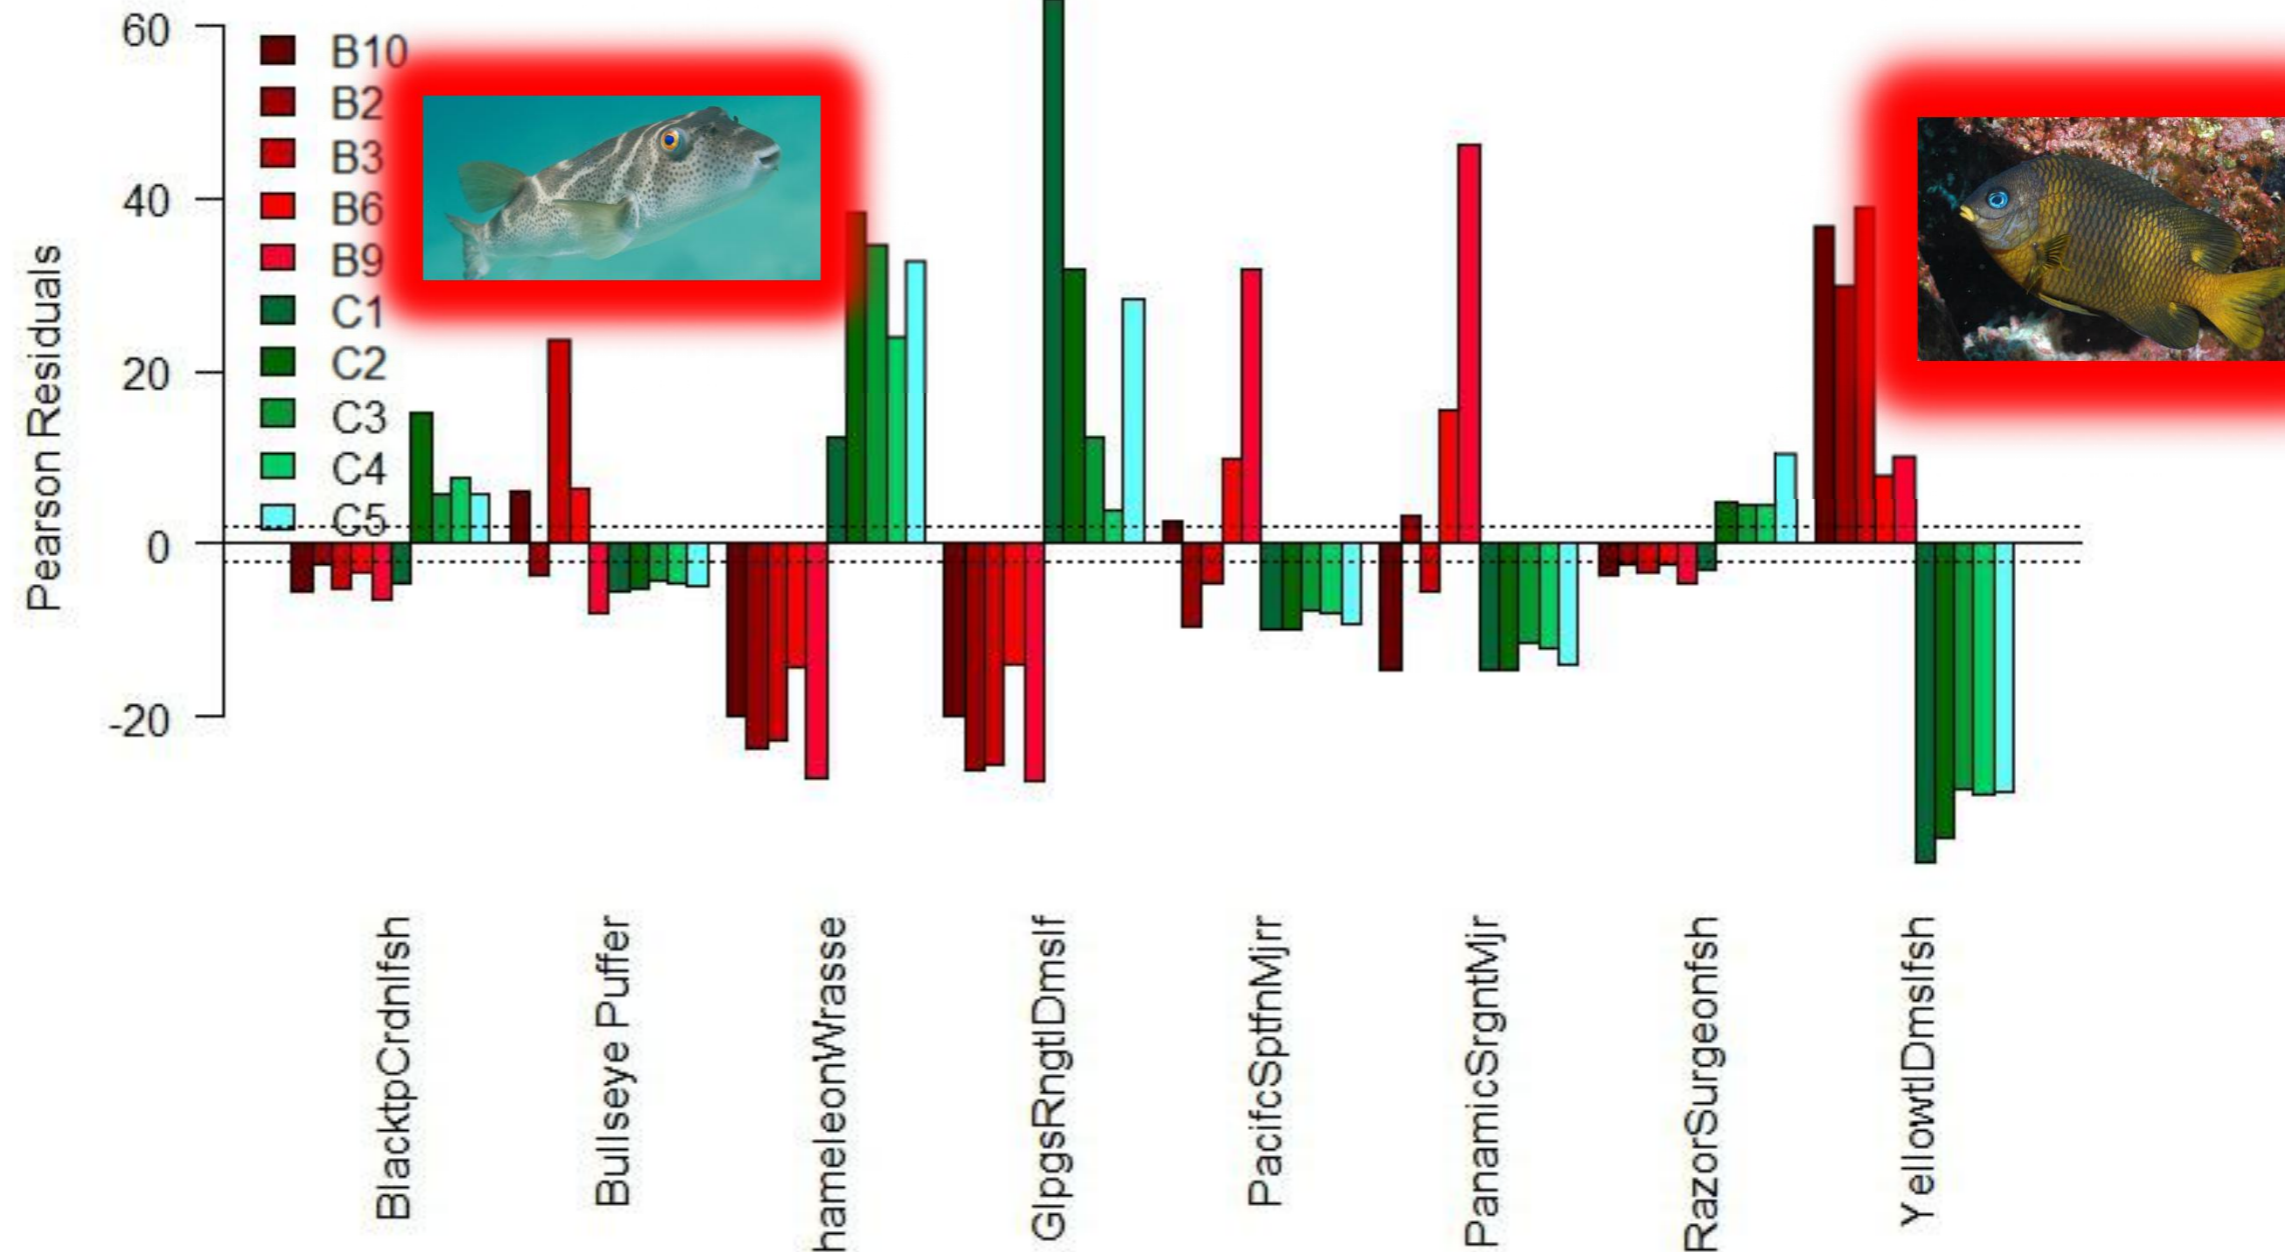 Pearson Residuals
60
40
20
0
-20
B10
B2
B3
B6
B9
C1
C2
C3
C4
C5
BlacktpCrdnlfsh
Bullseye Puffer
hameleonWrasse
GlpgsRngtlDmslf
PacifcSptfnMjrr
PanamicSrgntMjr
RazorSurgeonfsh
YellowtlDmslfsh